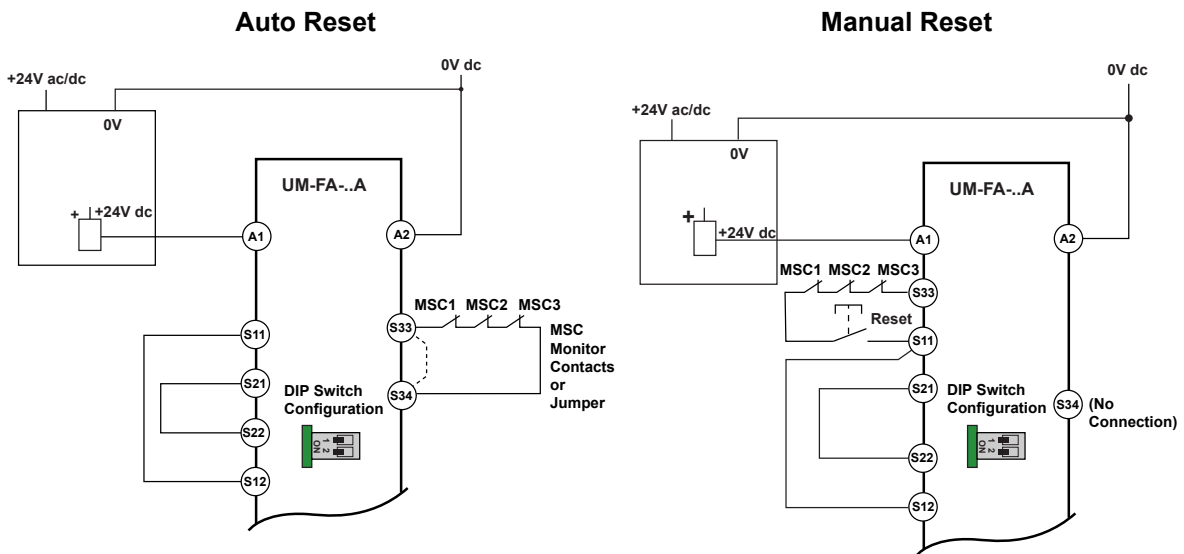 Auto Reset
+24V ac/dc
0V dc
0V
UM-FA-..A
+
+24V dc
A1
A2
MSC1 MSC2 MSC3
S33
S11
MSC
Monitor
Contacts
or
Jumper
S21
DIP Switch
Configuration
S34
S22
1 2
ON
S12
Manual Reset
0V dc
+24V ac/dc
0V
UM-FA-..A
+
+24V dc
A1
A2
MSC1 MSC2 MSC3
S33
Reset
S11
S21
DIP Switch
Configuration
S34
(No
Connection)
S22
1 2
ON
S12